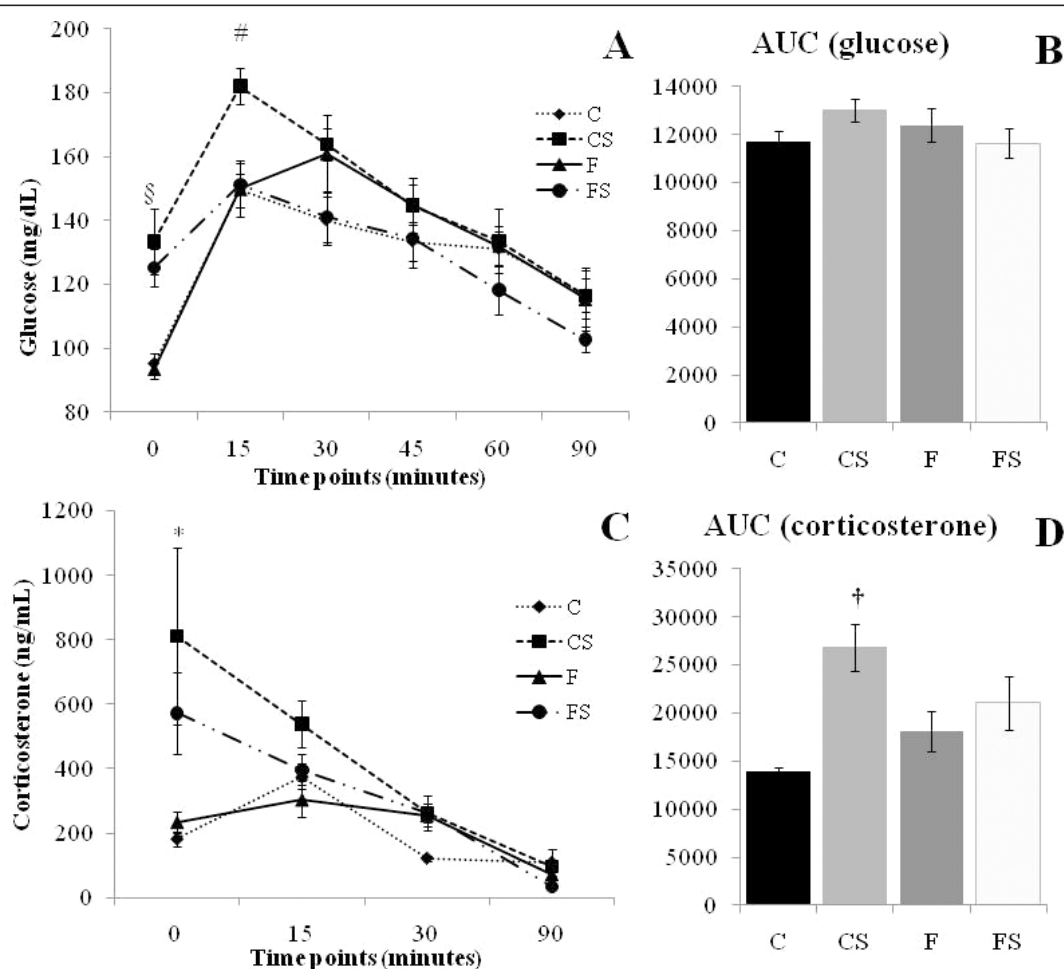 A
Glucose (mg/dL)
200
180
160
140
120
100
80
§
#
C
CS
F
FS
0 15 30 45 60 90
Time points (minutes)
AUC (glucose)
B
14000
12000
10000
8000
6000
4000
2000
0
C CS F FS
C
Corticosterone (ng/mL)
1200
1000
800
600
400
200
0
*
C
CS
F
FS
0 15 30 90
Time points (minutes)
AUC (corticosterone)
D
35000
30000
25000
20000
15000
10000
5000
0
†
C CS F FS